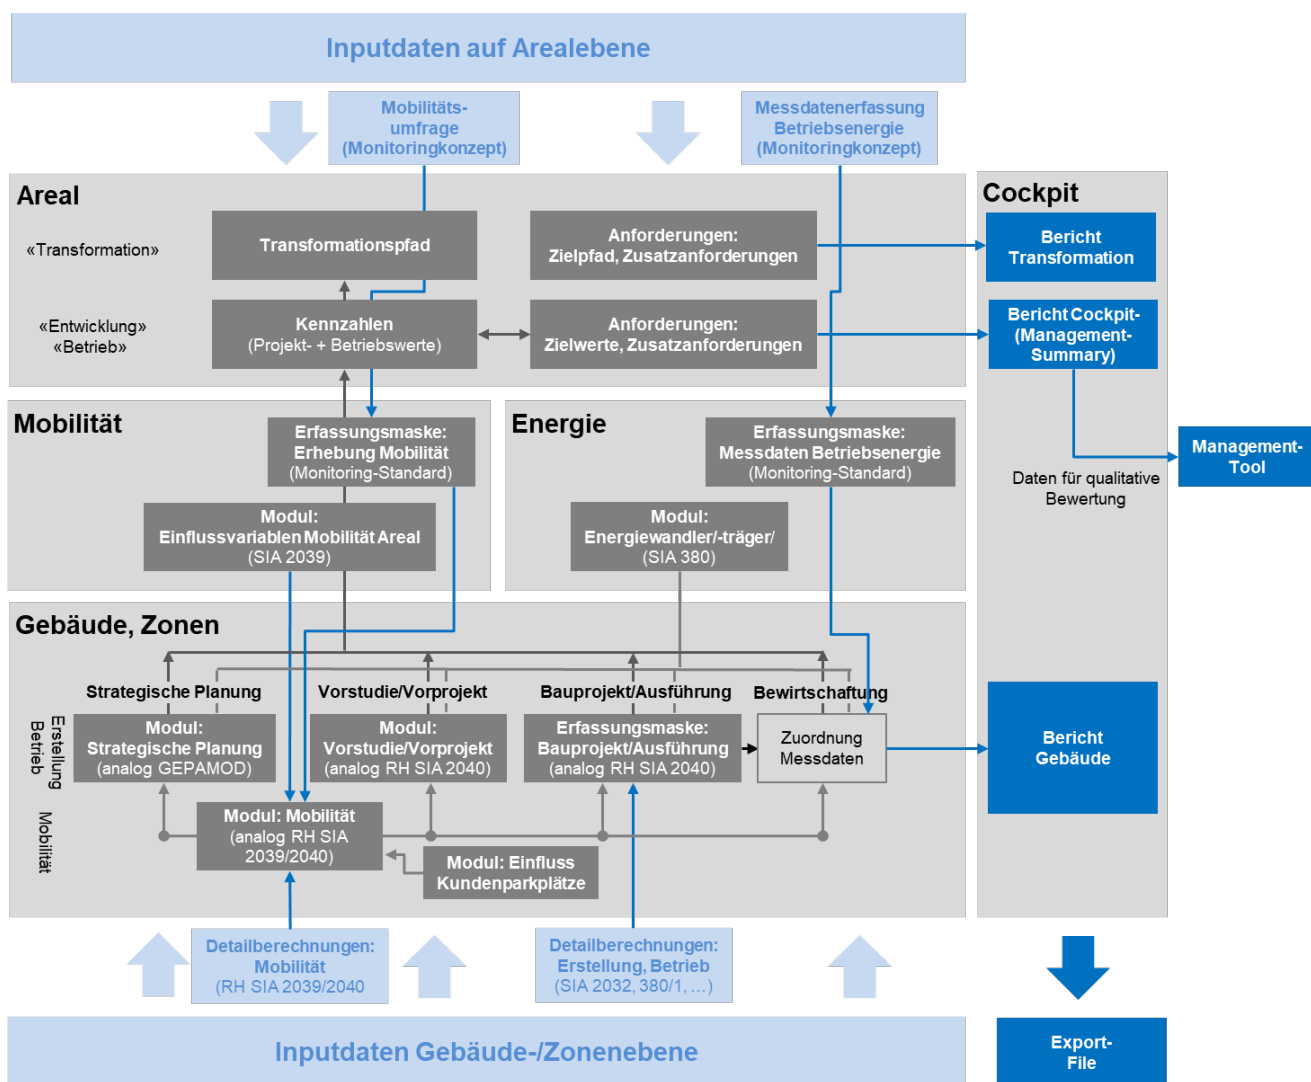 Inputdaten auf Arealebene
Mobilitäts-
umfrage
(Monitoringkonzept)
Messdatenerfassung
Betriebsenergie
(Monitoringkonzept)
Areal
Cockpit
«Transformation»
Transformationspfad
Anforderungen:
Zielpfad, Zusatzanforderungen
Bericht
Transformation
«Entwicklung»
«Betrieb»
Kennzahlen
(Projekt- + Betriebswerte)
Anforderungen:
Zielwerte, Zusatzanforderungen
Bericht Cockpit-
(Management-
Summary)
Mobilität
Erfassungsmaske:
Erhebung Mobilität
(Monitoring-Standard)
Energie
Erfassungsmaske:
Messdaten Betriebsenergie
(Monitoring-Standard)
Management-
Tool
Daten für qualitative
Bewertung
Modul:
Einflussvariablen Mobilität Areal
(SIA 2039)
Modul:
Energiewandler/-träger/
(SIA 380)
Gebäude, Zonen
Strategische Planung
Vorstudie/Vorprojekt
Bauprojekt/Ausführung
Bewirtschaftung
Erstellung
Betrieb
Modul:
Strategische Planung
(analog GEPAMOD)
Modul:
Vorstudie/Vorprojekt
(analog RH SIA 2040)
Erfassungsmaske:
Bauprojekt/Ausführung
(analog RH SIA 2040)
Zuordnung
Messdaten
Bericht
Gebäude
Mobilität
Modul: Mobilität
(analog RH SIA
2039/2040)
Modul: Einfluss
Kundenparkplätze
Detailberechnungen:
Mobilität
(RH SIA 2039/2040
Detailberechnungen:
Erstellung, Betrieb
(SIA 2032, 380/1, ...)
Inputdaten Gebäude-/Zonenebene
Export-
File